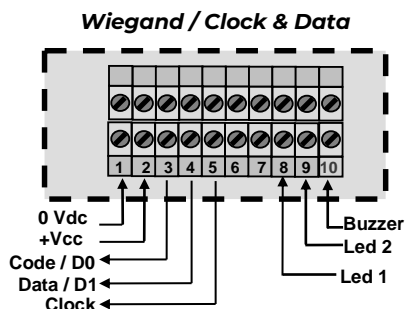 Wiegand / Clock & Data
1 2 3 4 5 6 7 8 9 10
0 Vdc
+Vcc
Code / D0
Data / D1
Clock
Buzzer
Led 2
Led 1